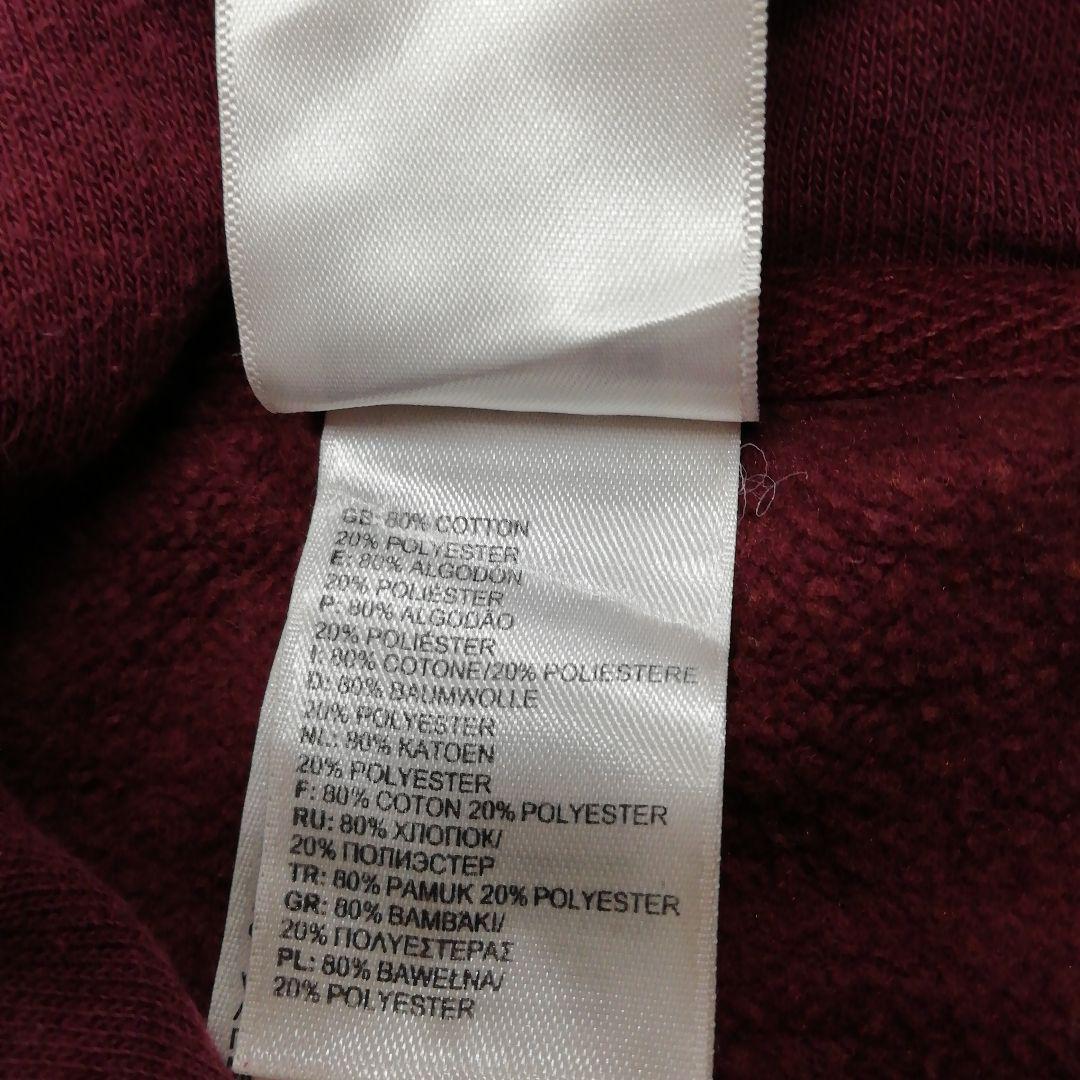 GB: 80% COTTON
20% POLYESTER
E: 80% ALGODON
20% POLIESTER
P: 80% ALGODÃO
20% POLIÉSTER
I: 80% COTONE/20% POLIESTERE
D: 80% BAUMWOLLE
20% POLYESTER
NL: 80% KATOEN
20% POLYESTER
F: 80% COTON 20% POLYESTER
RU: 80% ХЛОПОК/
20% ПОЛИЭСТЕР
TR: 80% PAMUK 20% POLYESTER
GR: 80% ΒΑΜΒΆΚΙ/
20% ΠΟΛΥΕΣΤΕΡΑΣ
PL: 80% BAWEŁNA/
20% POLYESTER